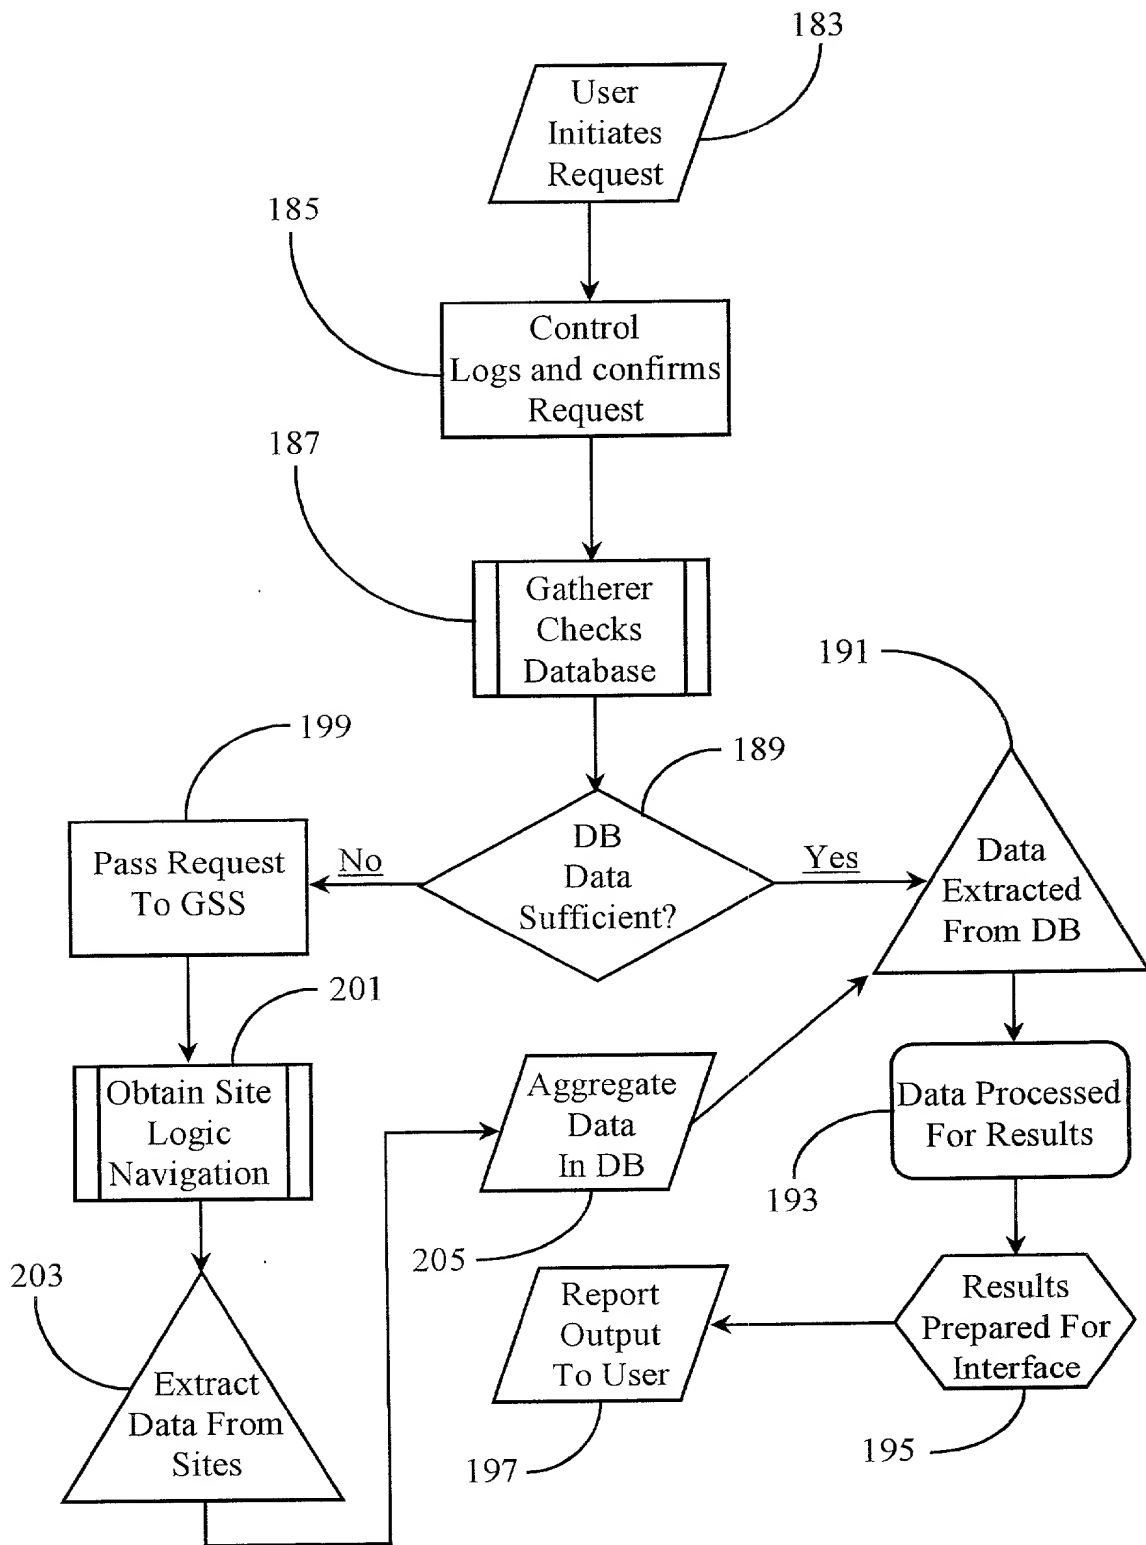 183
User
Initiates
Request
185
Control
Logs and confirms
Request
187
Gatherer
Checks
Database
191
199
189
DB
Data
Sufficient?
No
Yes
Pass Request
To GSS
Data
Extracted
From DB
201
Obtain Site
Logic
Navigation
Aggregate
Data
In DB
Data Processed
For Results
193
205
203
Report
Output
To User
Results
Prepared For
Interface
Extract
Data From
Sites
197
195